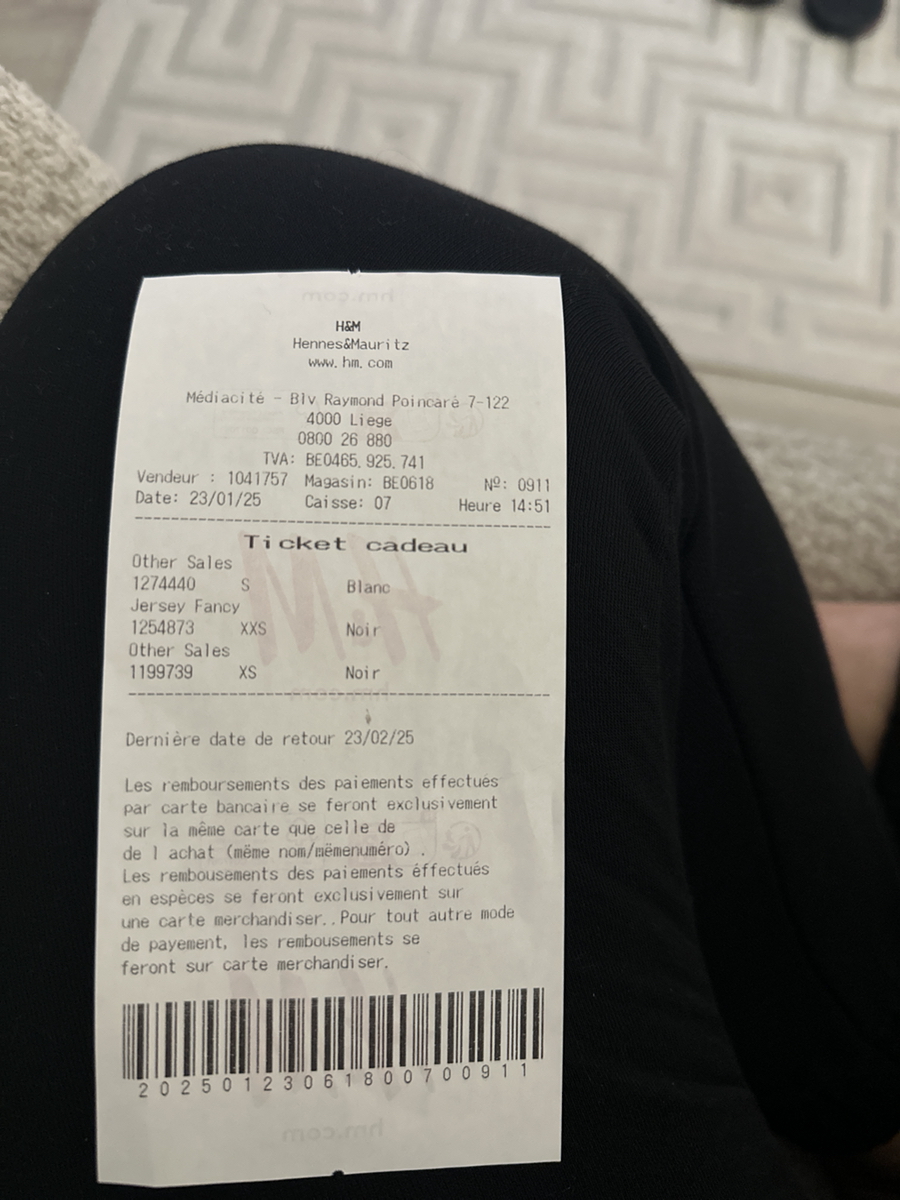 H&M
Hennes&Mauritz
www.hm.com
Médiacité - Blv Raymond Poincaré 7-122
4000 Liege
0800 26 880
TVA: BE0465.925.741
Vendeur : 1041757 Magasin: BE0618 Nº: 0911
Date: 23/01/25 Caisse: 07 Heure 14:51
Ticket cadeau
Other Sales
1274440 S Blanc
Jersey Fancy
1254873 XXS Noir
Other Sales
1199739 XS Noir
Dernière date de retour 23/02/25
Les remboursements des paiements effectués
par carte bancaire se feront exclusivement
sur la même carte que celle de
de l achat (même nom/mêmenuméro) .
Les rembousements des paiements éffectués
en espèces se feront exclusivement sur
une carte merchandiser..Pour tout autre mode
de payement, les rembousements se
feront sur carte merchandiser.
20250123061800700911